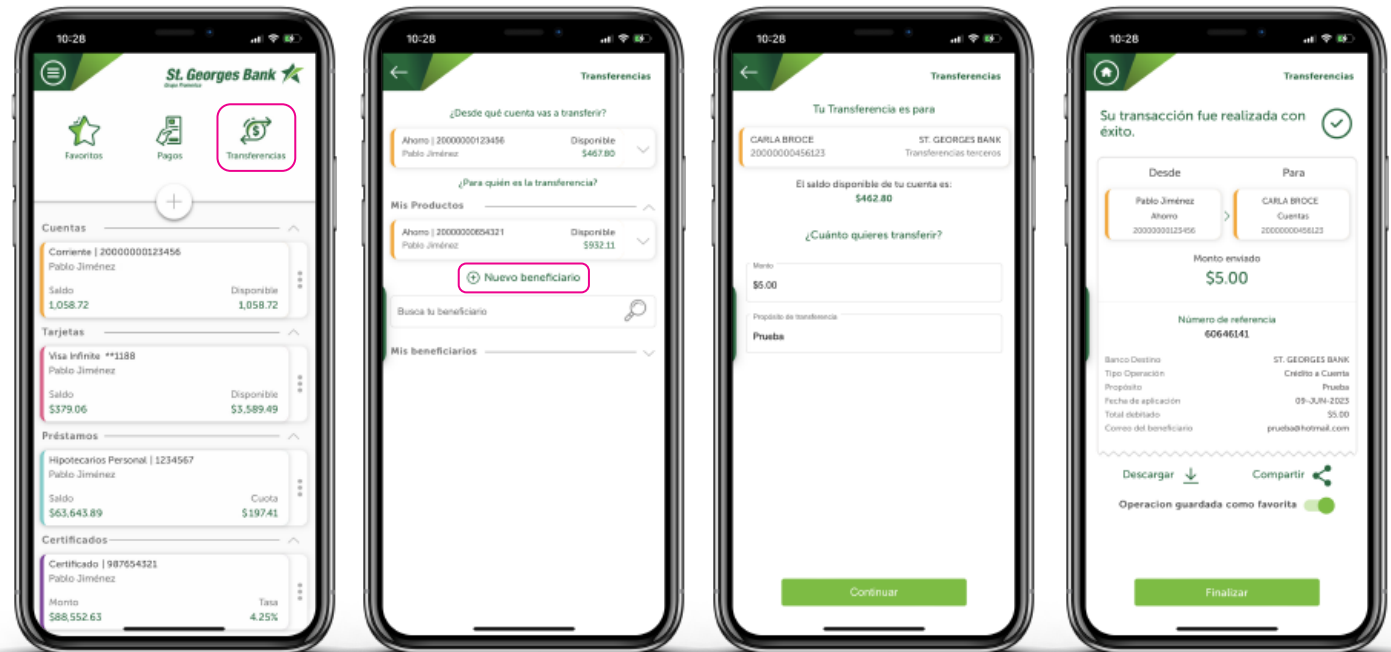 10:28
St. Georges Bank
Grupo Promerica
Favoritos
Pagos
Transferencias
Cuentas
Corriente | 20000000123456
Pablo Jiménez
Saldo Disponible
1,058.72 1,058.72
Tarjetas
Visa Infinite **1188
Pablo Jiménez
Saldo Disponible
$379.06 $3,589.49
Préstamos
Hipotecarios Personal | 1234567
Pablo Jiménez
Saldo Cuota
$63,643.89 $197.41
Certificados
Certificado | 987654321
Pablo Jiménez
Monto Tasa
$88,552.63 4.25%
10:28
Transferencias
¿Desde qué cuenta vas a transferir?
Ahorro | 20000000123456 Disponible
Pablo Jiménez $467.80
¿Para quién es la transferencia?
Mis Productos
Ahorro | 20000000654321 Disponible
Pablo Jiménez $932.11
Nuevo beneficiario
Busca tu beneficiario
Mis beneficiarios
10:28
Transferencias
Tu Transferencia es para
CARLA BROCE ST. GEORGES BANK
20000000456123 Transferencias terceros
El saldo disponible de tu cuenta es:
$462.80
¿Cuánto quieres transferir?
Monto
$5.00
Propósito de transferencia
Prueba
Continuar
10:28
Transferencias
Su transacción fue realizada con
éxito.
Desde Para
Pablo Jiménez CARLA BROCE
Ahorro > Cuentas
20000000123456 20000000456123
Monto enviado
$5.00
Número de referencia
60646141
Banco Destino ST. GEORGES BANK
Tipo Operación Crédito a Cuenta
Propósito Prueba
Fecha de aplicación 09-JUN-2023
Total debitado $5.00
Correo del beneficiario prueba@hotmail.com
Descargar Compartir
Operacion guardada como favorita
Finalizar